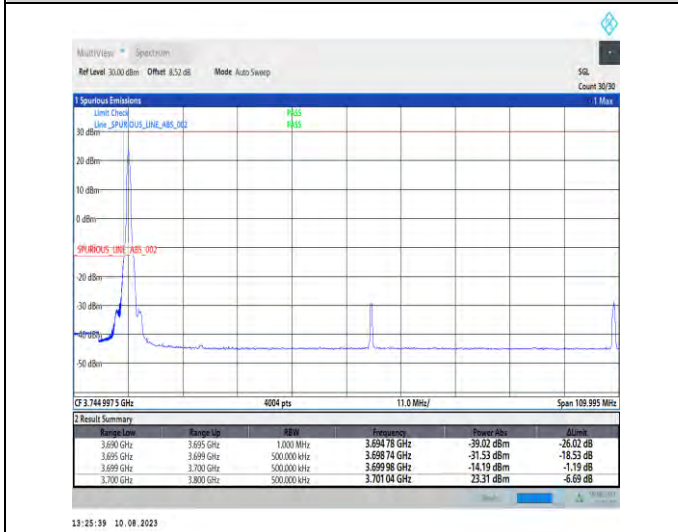 MultiView Spectrum
Ref Level 30.00 dBm Offset 8.52 dB Mode Auto Sweep SGL
Count 30/30
1 Spurious Emissions 1 Max
Limit Check PASS
Line _SPURIOUS_LINE_ABS_002 PASS
30 dBm
20 dBm
10 dBm
0 dBm
_SPURIOUS_LINE_ABS_002
-20 dBm
-30 dBm
-40 dBm
-50 dBm
CF 3.744 997 5 GHz 4004 pts 11.0 MHz/ Span 109.995 MHz
2 Result Summary
Range Low Range Up RBW Frequency Power Abs ΔLimit
3.690 GHz 3.695 GHz 1.000 MHz 3.694 78 GHz -39.02 dBm -26.02 dB
3.695 GHz 3.699 GHz 500.000 kHz 3.698 74 GHz -31.53 dBm -18.53 dB
3.699 GHz 3.700 GHz 500.000 kHz 3.699 98 GHz -14.19 dBm -1.19 dB
3.700 GHz 3.800 GHz 500.000 kHz 3.701 04 GHz 23.31 dBm -6.69 dB
13:25:39 10.08.2023